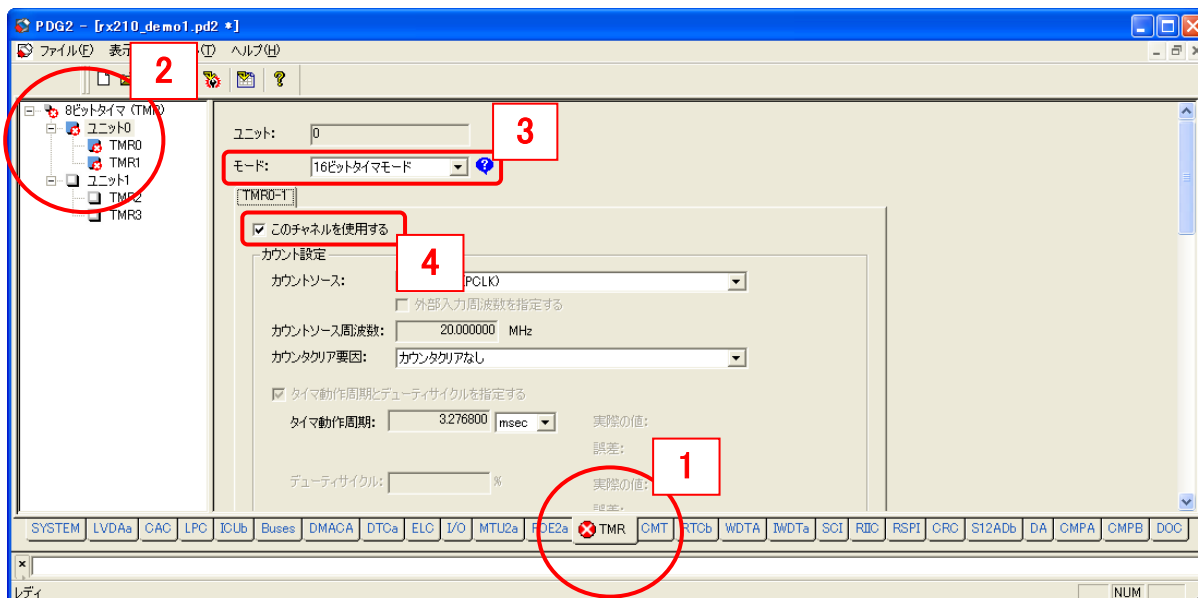 PDG2 - [rx210_demo1.pd2 *]
ファイル(F) 表示 (T) ヘルプ(H)
2
8ビットタイマ (TMR)
ユニット0
TMR0
TMR1
ユニット1
TMR2
TMR3
ユニット: 0
3
モード: 16ビットタイマモード
TMR0-1
このチャネルを使用する
4
カウント設定
カウントソース: PCLK)
外部入力周波数を指定する
カウントソース周波数: 20.000000 MHz
カウンタクリア要因: カウンタクリアなし
タイマ動作周期とデューティサイクルを指定する
タイマ動作周期: 3.276800 msec 実際の値:
誤差:
1
デューティサイクル: % 実際の値:
誤差:
SYSTEM LVDAa CAC LPC ICUb Buses DMACA DTCa ELC I/O MTU2a POE2a TMR CMT RTCb WDTA IWDTa SCI RIIC RSPI CRC S12ADb DA CMPA CMPB DOC
レディ NUM